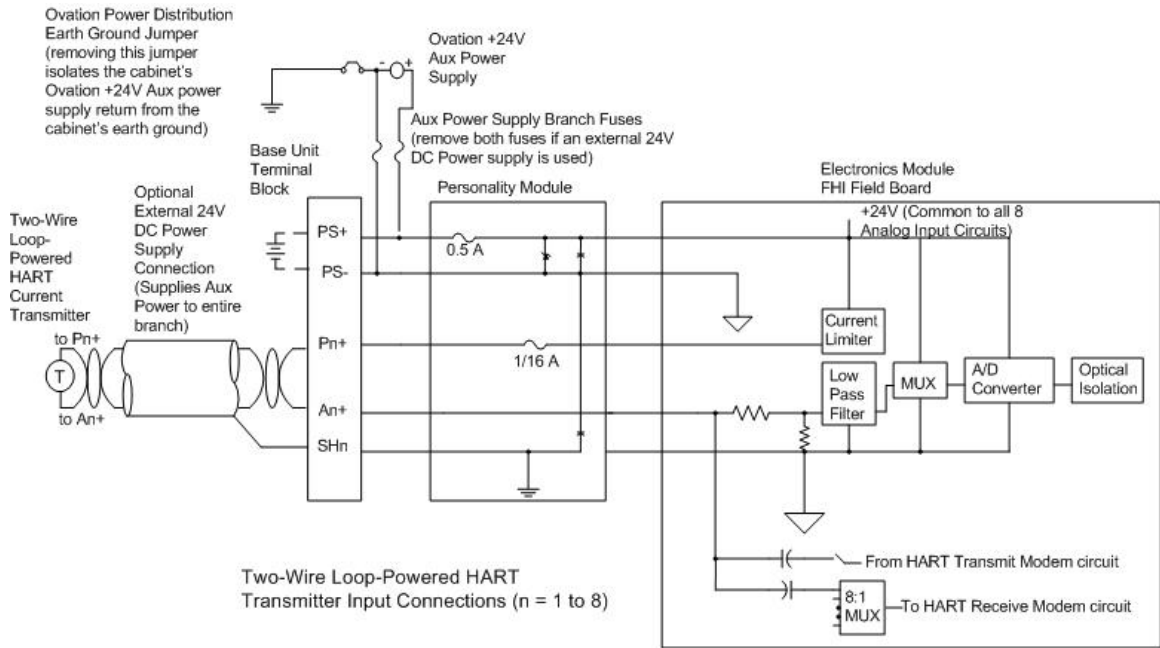 Ovation Power Distribution
Earth Ground Jumper
(removing this jumper
isolates the cabinet's
Ovation +24V Aux power
supply return from the
cabinet's earth ground)
- +
Ovation +24V
Aux Power
Supply
Aux Power Supply Branch Fuses
(remove both fuses if an external 24V
DC Power supply is used)
Base Unit
Terminal
Block
Personality Module
Electronics Module
FHI Field Board
Optional
External 24V
DC Power
Supply
Connection
(Supplies Aux
Power to entire
branch)
Two-Wire
Loop-
Powered
HART
Current
Transmitter
+24V (Common to all 8
Analog Input Circuits)
PS+
0.5 A
PS-
to Pn+
Pn+
1/16 A
Current
Limiter
T
Low
Pass
Filter
MUX
A/D
Converter
Optical
Isolation
to An+
An+
SHn
From HART Transmit Modem circuit
8:1
MUX
To HART Receive Modem circuit
Two-Wire Loop-Powered HART
Transmitter Input Connections (n = 1 to 8)